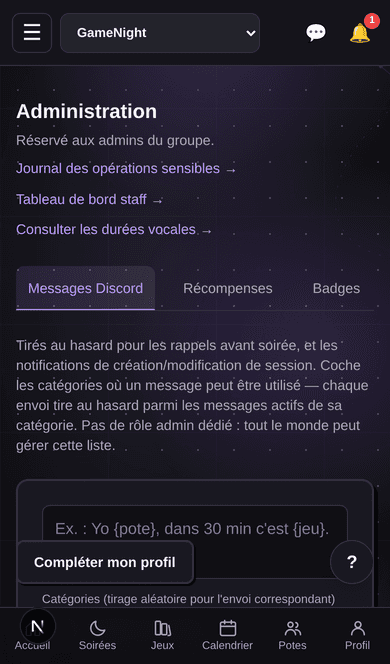 GameNight
1
Administration
Réservé aux admins du groupe.
Journal des opérations sensibles →
Tableau de bord staff →
Consulter les durées vocales →
Messages Discord
Récompenses
Badges
Tirés au hasard pour les rappels avant soirée, et les
notifications de création/modification de session. Coche
les catégories où un message peut être utilisé — chaque
envoi tire au hasard parmi les messages actifs de sa
catégorie. Pas de rôle admin dédié : tout le monde peut
gérer cette liste.
Ex. : Yo {pote}, dans 30 min c'est {jeu}.
Compléter mon profil
?
Catégories (tirage aléatoire pour l'envoi correspondant)
N
Accueil
Soirées
Jeux
Calendrier
Potes
Profil